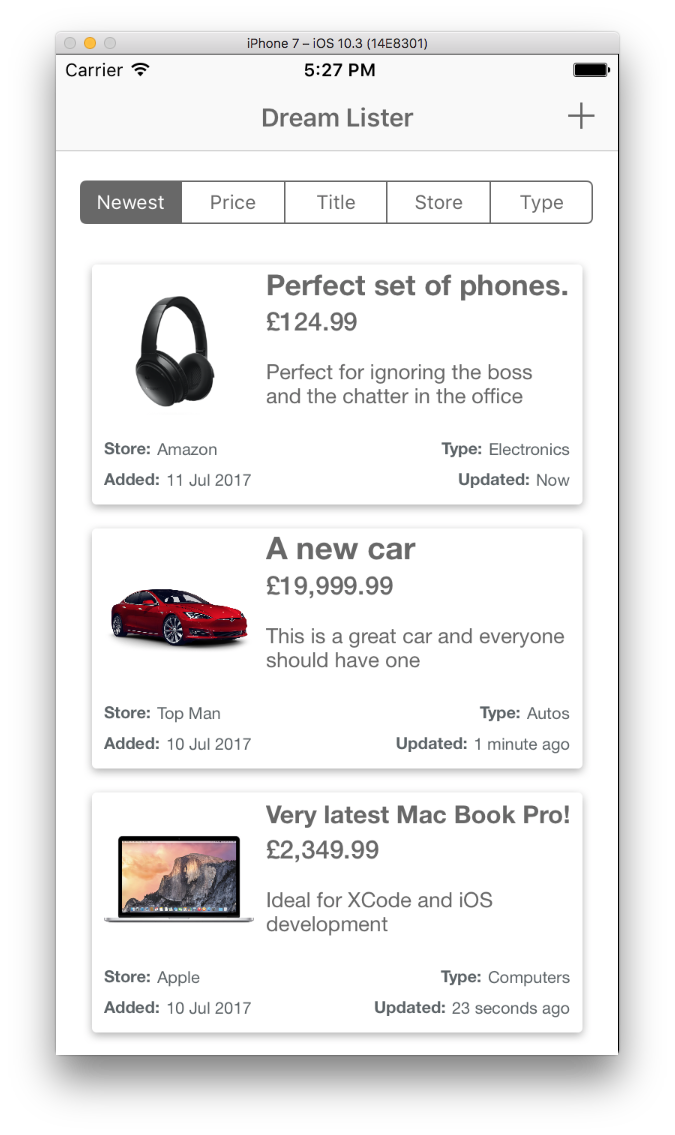 iPhone 7 – iOS 10.3 (14E8301)
Carrier 5:27 PM
Dream Lister
Newest Price Title Store Type
Perfect set of phones.
£124.99
Perfect for ignoring the boss
and the chatter in the office
Store: Amazon Type: Electronics
Added: 11 Jul 2017 Updated: Now
A new car
£19,999.99
This is a great car and everyone
should have one
Store: Top Man Type: Autos
Added: 10 Jul 2017 Updated: 1 minute ago
Very latest Mac Book Pro!
£2,349.99
Ideal for XCode and iOS
development
Store: Apple Type: Computers
Added: 10 Jul 2017 Updated: 23 seconds ago